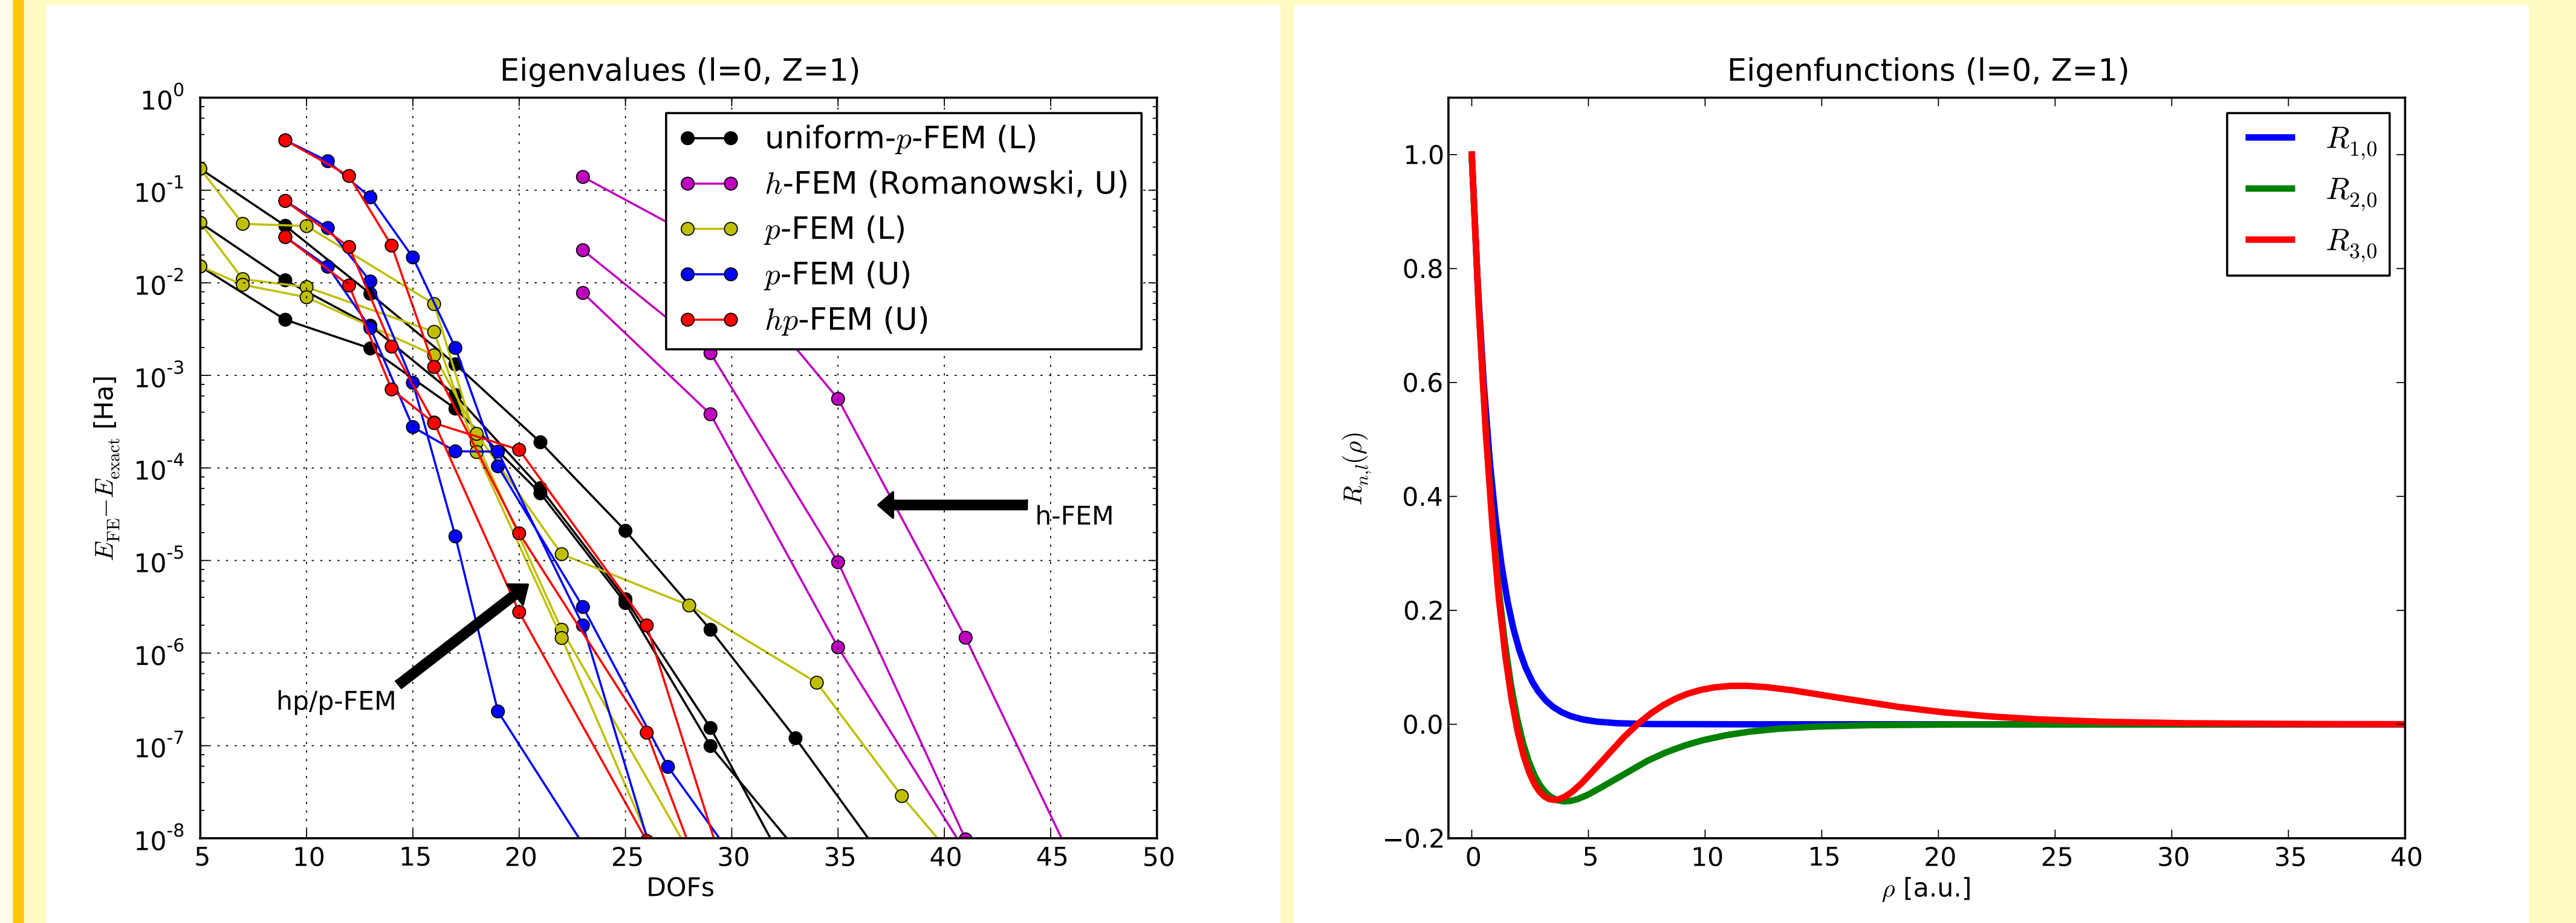 Eigenvalues (l=0, Z=1)
10^0
10^-1
10^-2
10^-3
10^-4
10^-5
10^-6
10^-7
10^-8
E_FE − E_exact [Ha]
uniform-p-FEM (L)
h-FEM (Romanowski, U)
p-FEM (L)
p-FEM (U)
hp-FEM (U)
h-FEM
hp/p-FEM
5 10 15 20 25 30 35 40 45 50
DOFs
Eigenfunctions (l=0, Z=1)
1.0
0.8
0.6
0.4
0.2
0.0
−0.2
R_n,l(ρ)
R_1,0
R_2,0
R_3,0
0 5 10 15 20 25 30 35 40
ρ [a.u.]